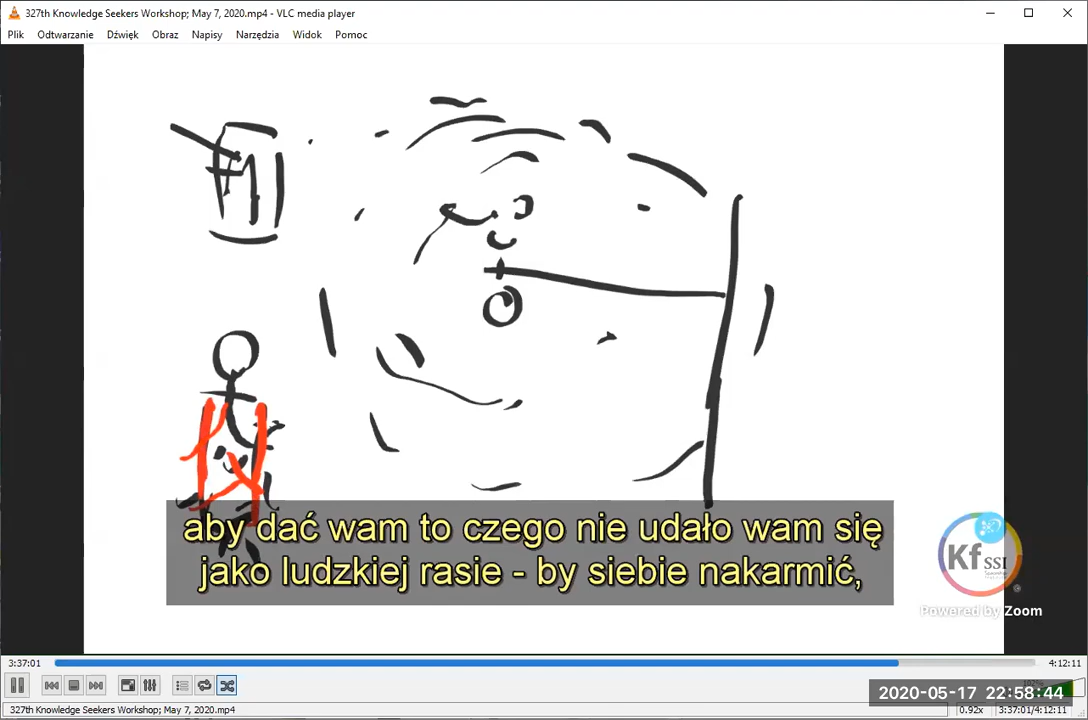 327th Knowledge Seekers Workshop; May 7, 2020.mp4 - VLC media player
Plik Odtwarzanie Dźwięk Obraz Napisy Narzędzia Widok Pomoc
aby dać wam to czego nie udało wam się
jako ludzkiej rasie - by siebie nakarmić,
Kf SSI
Powered by Zoom
3:37:01 4:12:11
2020-05-17 22:58:44
327th Knowledge Seekers Workshop; May 7, 2020.mp4 0.92x 3:37:01/4:12:11